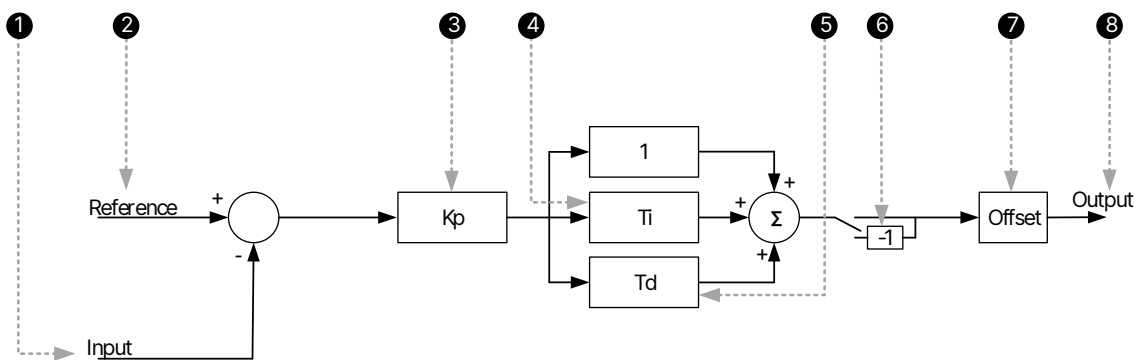 1 2 3 4 5 6 7 8
1
+ + +
Reference Kp Ti Σ Offset Output
- + -1
Td
Input